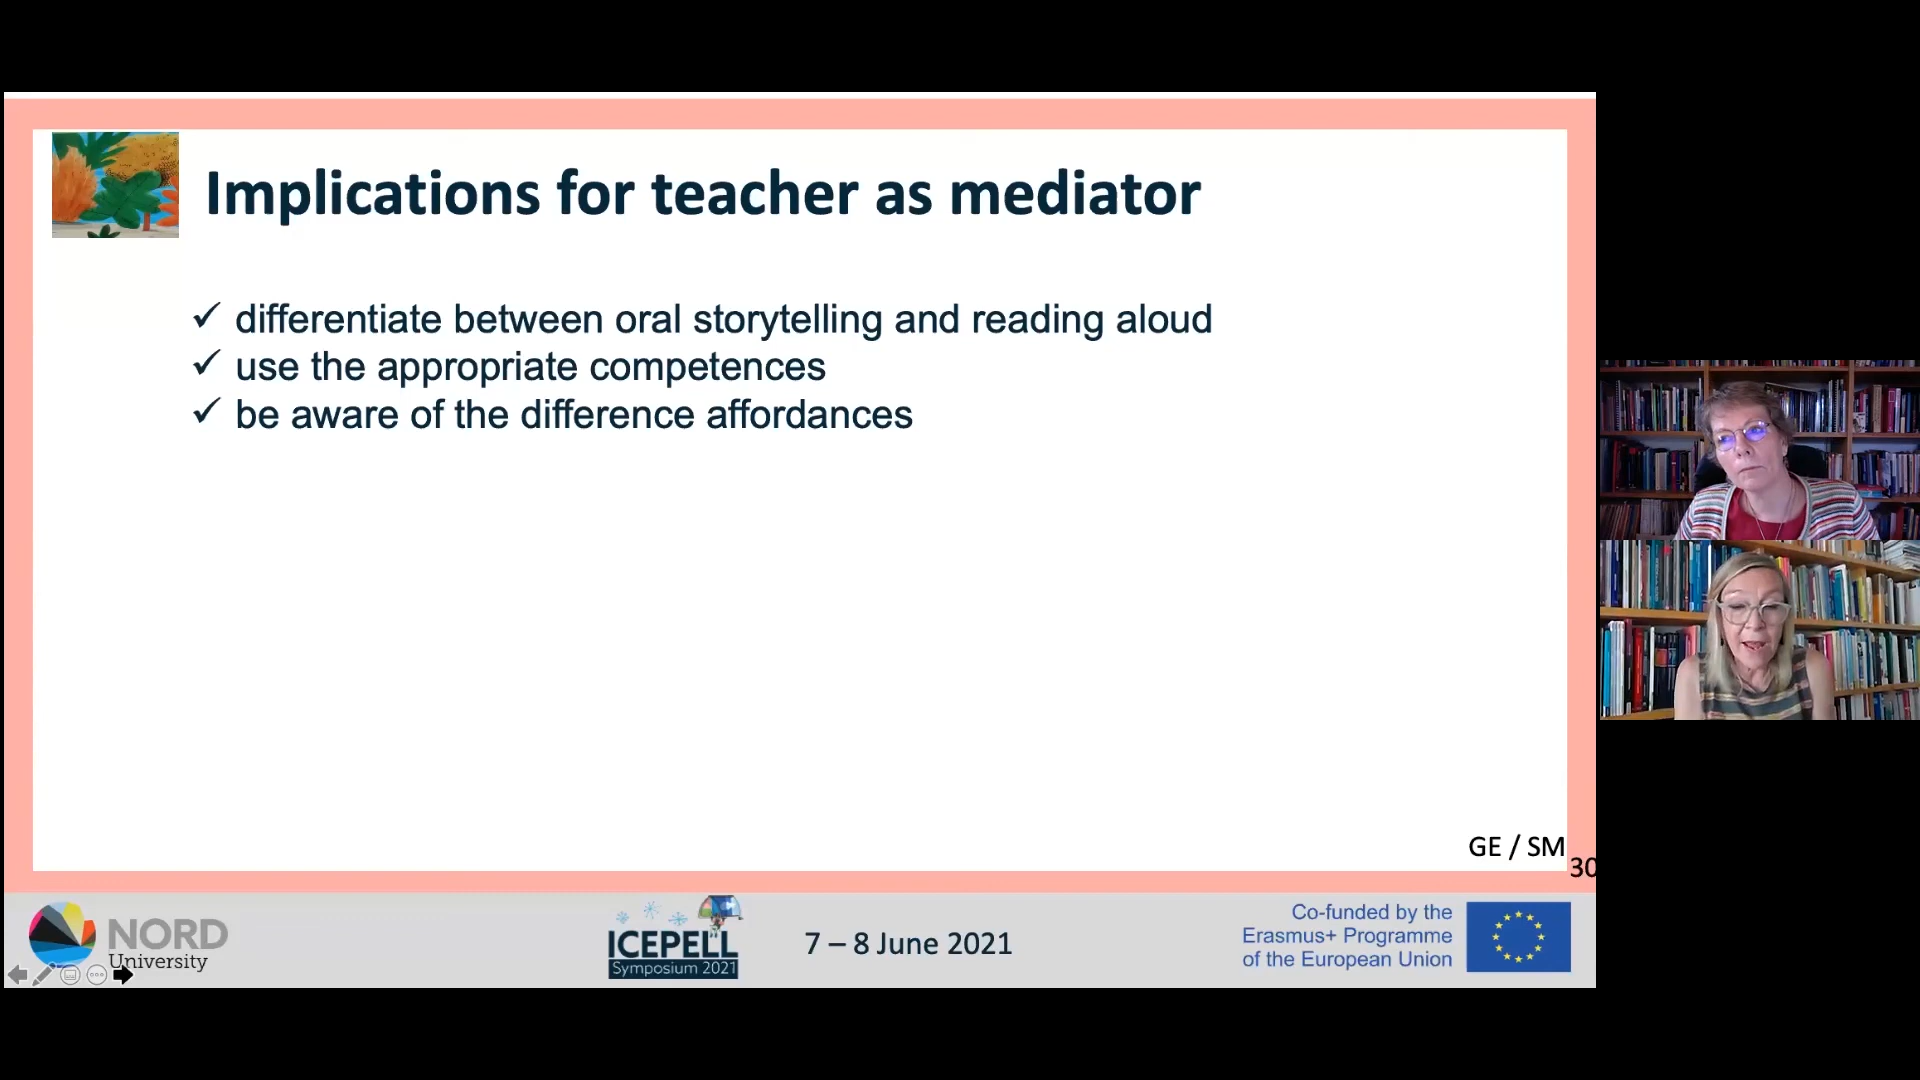 Implications for teacher as mediator
✓ differentiate between oral storytelling and reading aloud
✓ use the appropriate competences
✓ be aware of the difference affordances
GE / SM
30
NORD
University
ICEPELL
Symposium 2021
7 – 8 June 2021
Co-funded by the
Erasmus+ Programme
of the European Union